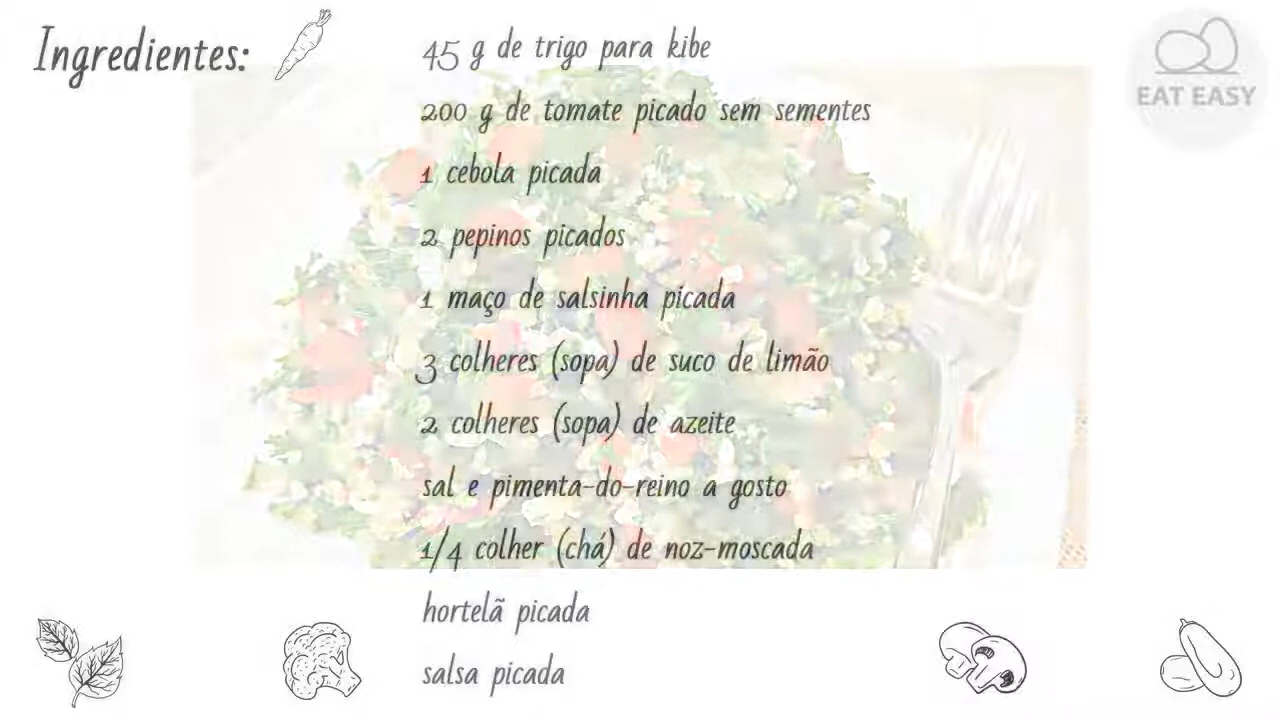 Ingredientes:
45 g de trigo para kibe
200 g de tomate picado sem sementes
1 cebola picada
2 pepinos picados
1 maço de salsinha picada
3 colheres (sopa) de suco de limão
2 colheres (sopa) de azeite
sal e pimenta-do-reino a gosto
1/4 colher (chá) de noz-moscada
hortelã picada
salsa picada
EAT EASY